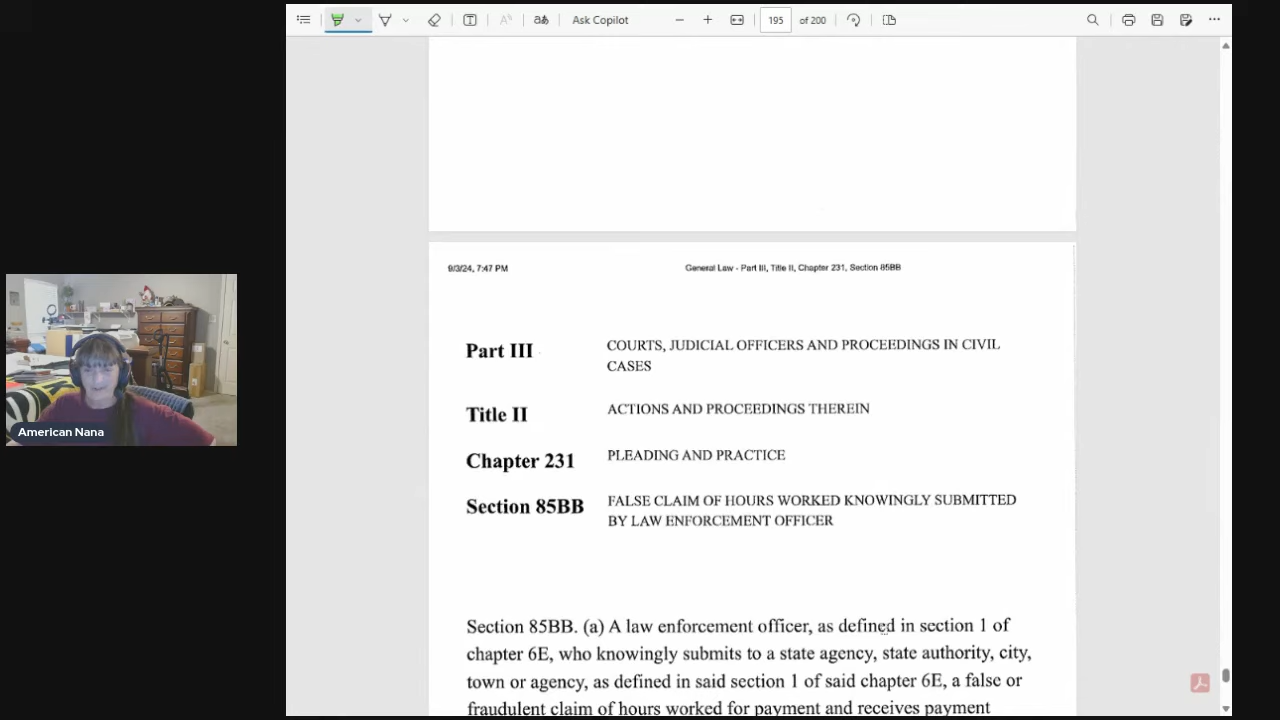 Ask Copilot
195 of 200
9/3/24, 7:47 PM
General Law - Part III, Title II, Chapter 231, Section 85BB
Part III
COURTS, JUDICIAL OFFICERS AND PROCEEDINGS IN CIVIL
CASES
Title II
ACTIONS AND PROCEEDINGS THEREIN
Chapter 231
PLEADING AND PRACTICE
Section 85BB
FALSE CLAIM OF HOURS WORKED KNOWINGLY SUBMITTED
BY LAW ENFORCEMENT OFFICER
Section 85BB. (a) A law enforcement officer, as defined in section 1 of
chapter 6E, who knowingly submits to a state agency, state authority, city,
town or agency, as defined in said section 1 of said chapter 6E, a false or
fraudulent claim of hours worked for payment and receives payment
American Nana